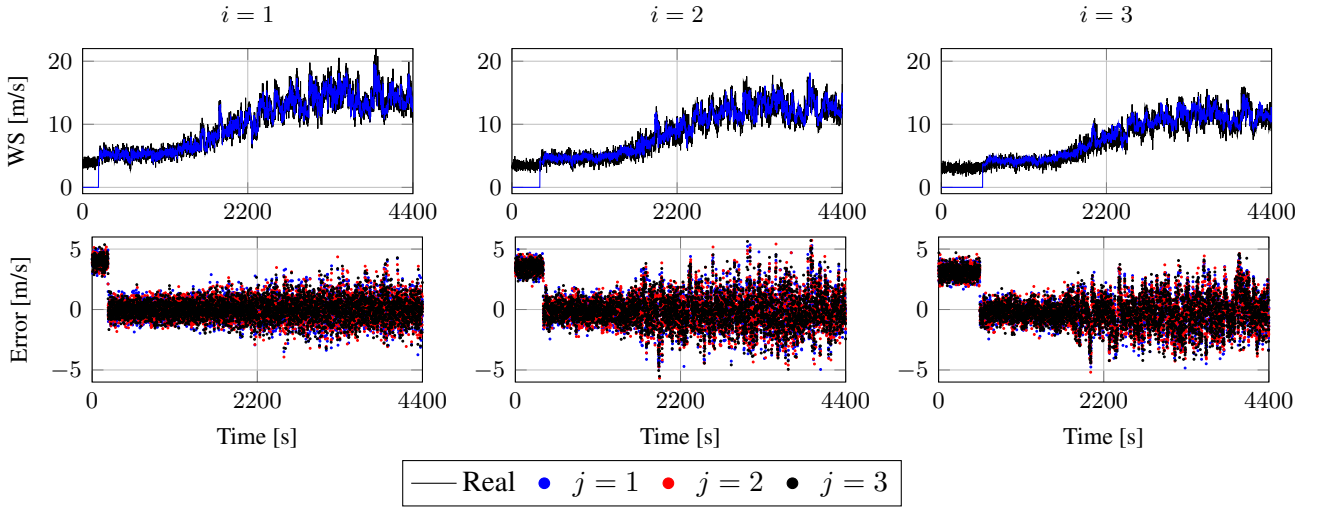 i = 1 i = 2 i = 3
WS [m/s]
20 20 20
10 10 10
0 0 0
0 2200 4400 0 2200 4400 0 2200 4400
Error [m/s]
5 5 5
0 0 0
−5 −5 −5
0 2200 4400 0 2200 4400 0 2200 4400
Time [s] Time [s] Time [s]
Real j = 1 j = 2 j = 3